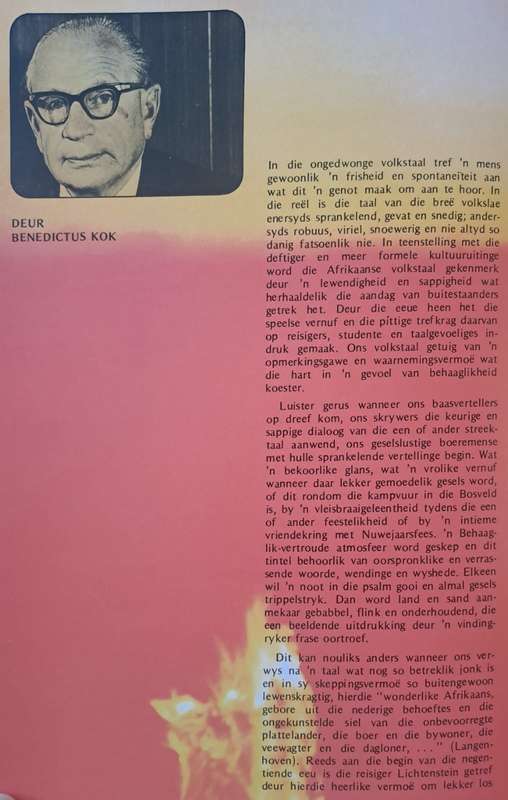 DEUR
BENEDICTUS KOK
In die ongedwonge volkstaal tref 'n mens
gewoonlik 'n frisheid en spontaneïteit aan
wat dit 'n genot maak om aan te hoor. In
die reël is die taal van die breë volkslae
enersyds sprankelend, gevat en snedig; ander-
syds robuus, viriel, snoewerig en nie altyd so
danig fatsoenlik nie. In teenstelling met die
deftiger en meer formele kultuuruitinge
word die Afrikaanse volkstaal gekenmerk
deur 'n lewendigheid en sappigheid wat
herhaaldelik die aandag van buitestaanders
getrek het. Deur die eeue heen het die
speelse vernuf en die pittige trefkrag daarvan
op reisigers, studente en taalgevoeliges in-
druk gemaak. Ons volkstaal getuig van 'n
opmerkingsgawe en waarnemingsvermoë wat
die hart in 'n gevoel van behaaglikheid
koester.
Luister gerus wanneer ons baasvertellers
op dreef kom, ons skrywers die keurige en
sappige dialoog van die een of ander streek-
taal aanwend, ons geselslustige boeremense
met hulle sprankelende vertellinge begin. Wat
'n bekoorlike glans, wat 'n vrolike vernuf
wanneer daar lekker gemoedelik gesels word,
of dit rondom die kampvuur in die Bosveld
is, by 'n vleisbraaigeleentheid tydens die een
of ander feestelikheid of by 'n intieme
vriendekring met Nuwejaarsfees. 'n Behaag-
lik-vertroude atmosfeer word geskep en dit
tintel behoorlik van oorspronklike en verras-
sende woorde, wendinge en wyshede. Elkeen
wil 'n noot in die psalm gooi en almal gesels
trippelstryk. Dan word land en sand aan-
mekaar gebabbel, flink en onderhoudend, die
een beeldende uitdrukking deur 'n vinding-
ryker frase oortroef.
Dit kan nouliks anders wanneer ons ver-
wys na 'n taal wat nog so betreklik jonk is
en in sy skeppingsvermoë so buitengewoon
lewenskragtig, hierdie "wonderlike Afrikaans,
gebore uit die nederige behoeftes en die
ongekunstelde siel van die onbevoorregte
plattelander, die boer en die bywoner, die
veewagter en die dagloner, ..." (Langen-
hoven). Reeds aan die begin van die negen-
tiende eeu is die reisiger Lichtenstein getref
deur hierdie heerlike vermoë om lekker los